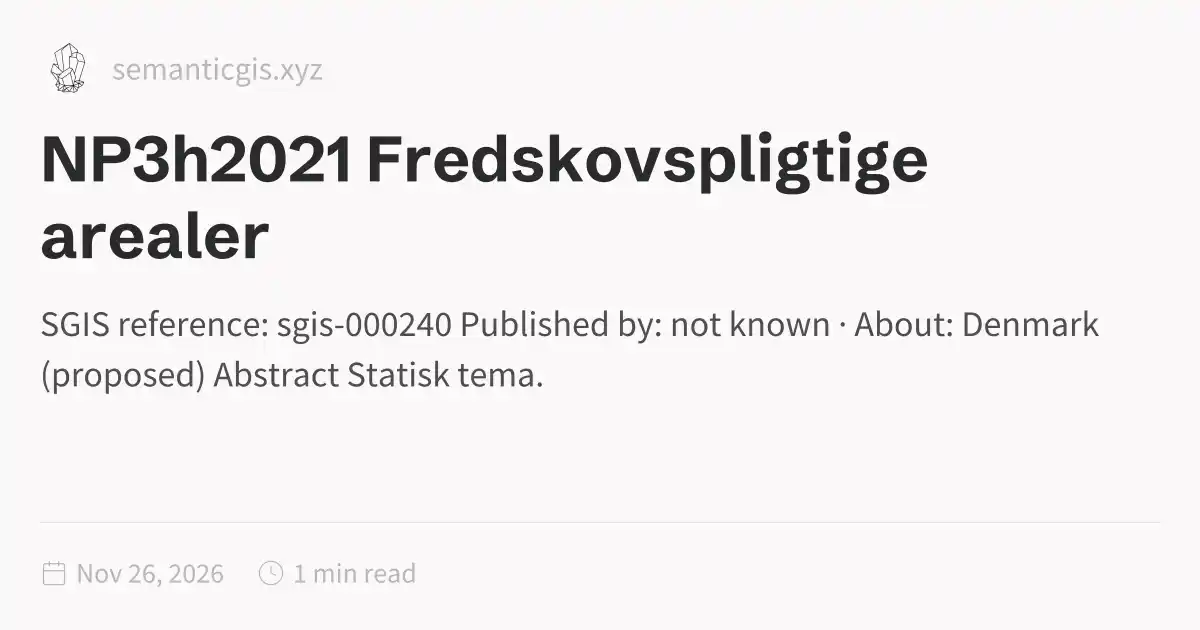 semanticgis.xyz
NP3h2021 Fredskovspligtige
arealer
SGIS reference: sgis-000240 Published by: not known · About: Denmark
(proposed) Abstract Statisk tema.
Nov 26, 2026 1 min read